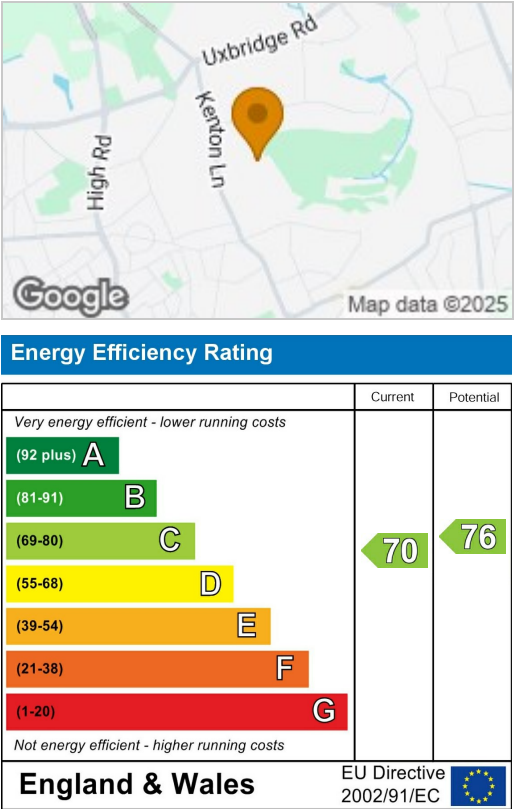 Uxbridge Rd
Kenton Ln
High Rd
Google
Map data ©2025
Energy Efficiency Rating
Current Potential
Very energy efficient - lower running costs
(92 plus) A
(81-91) B
(69-80) C
70
76
(55-68) D
(39-54) E
(21-38) F
(1-20) G
Not energy efficient - higher running costs
England & Wales
EU Directive
2002/91/EC